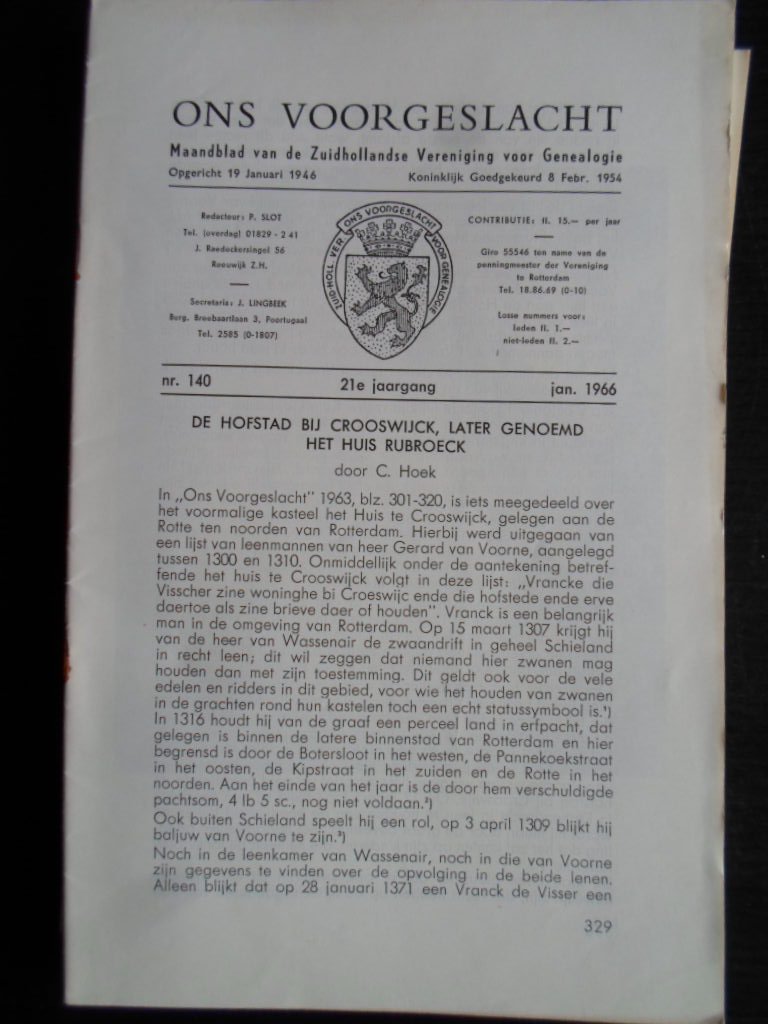 ONS VOORGESLACHT
Maandblad van de Zuidhollandse Vereniging voor Genealogie
Opgericht 19 Januari 1946 Koninklijk Goedgekeurd 8 Febr. 1954
Redacteur: P. SLOT
Tel. (overdag) 01829 - 2 41
J. Raedeckersingel 56
Reeuwijk Z.H.
Secretaris: J. LINGBEEK
Burg. Breebaartlaan 3, Poortugaal
Tel. 2585 (0-1807)
ZUID-HOLL VER ONS VOORGESLACHT VOOR GENEALOGIE
CONTRIBUTIE: fl. 15.— per jaar
Giro 55546 ten name van de
penningmeester der Vereniging
te Rotterdam
Tel. 18.86.69 (0-10)
Losse nummers voor:
leden fl. 1.—
niet-leden fl. 2.—
nr. 140 21e jaargang jan. 1966
DE HOFSTAD BIJ CROOSWIJCK, LATER GENOEMD
HET HUIS RUBROECK
door C. Hoek
In „Ons Voorgeslacht" 1963, blz. 301-320, is iets meegedeeld over
het voormalige kasteel het Huis te Crooswijck, gelegen aan de
Rotte ten noorden van Rotterdam. Hierbij werd uitgegaan van
een lijst van leenmannen van heer Gerard van Voorne, aangelegd
tussen 1300 en 1310. Onmiddellijk onder de aantekening betref-
fende het huis te Crooswijck volgt in deze lijst: „Vrancke die
Visscher zine woninghe bi Croeswijc ende die hofstede ende erve
daertoe als zine brieve daer of houden". Vranck is een belangrijk
man in de omgeving van Rotterdam. Op 15 maart 1307 krijgt hij
van de heer van Wassenair de zwaandrift in geheel Schieland
in recht leen; dit wil zeggen dat niemand hier zwanen mag
houden dan met zijn toestemming. Dit geldt ook voor de vele
edelen en ridders in dit gebied, voor wie het houden van zwanen
in de grachten rond hun kastelen toch een echt statussymbool is.¹)
In 1316 houdt hij van de graaf een perceel land in erfpacht, dat
gelegen is binnen de latere binnenstad van Rotterdam en hier
begrensd is door de Botersloot in het westen, de Pannekoekstraat
in het oosten, de Kipstraat in het zuiden en de Rotte in het
noorden. Aan het einde van het jaar is de door hem verschuldigde
pachtsom, 4 lb 5 sc., nog niet voldaan.²)
Ook buiten Schieland speelt hij een rol, op 3 april 1309 blijkt hij
baljuw van Voorne te zijn.³)
Noch in de leenkamer van Wassenair, noch in die van Voorne
zijn gegevens te vinden over de opvolging in de beide lenen.
Alleen blijkt dat op 28 januari 1371 een Vranck de Visser een
329